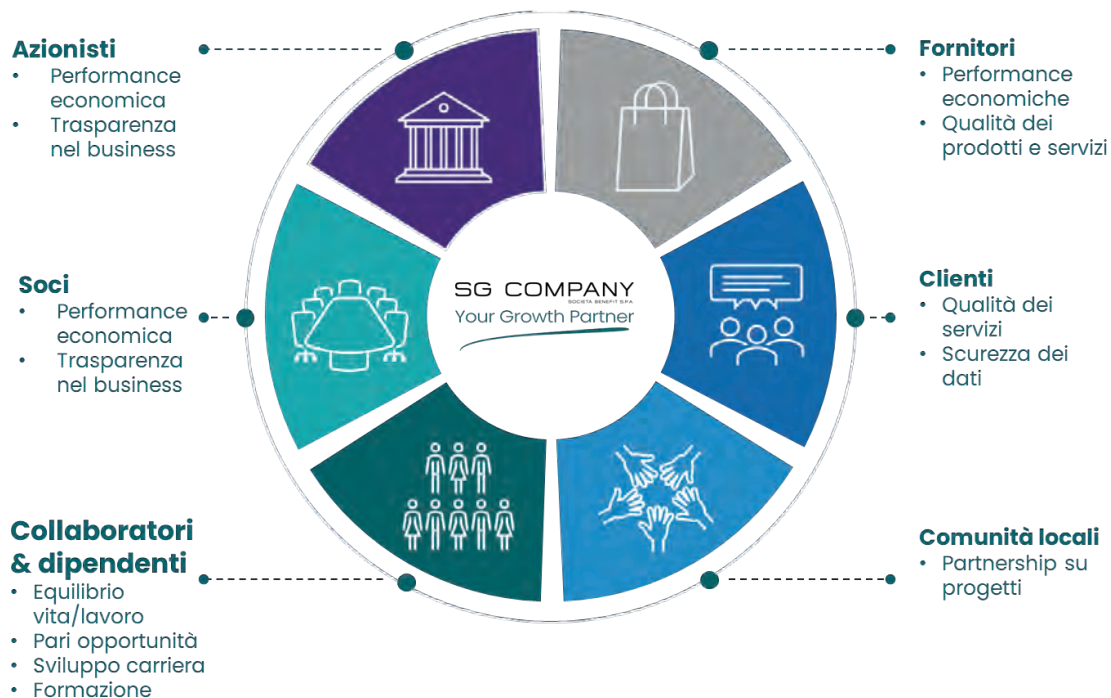 Azionisti
• Performance
economica
• Trasparenza
nel business
Fornitori
• Performance
economiche
• Qualità dei
prodotti e servizi
Soci
• Performance
economica
• Trasparenza
nel business
SG COMPANY
SOCIETÀ BENEFIT S.P.A.
Your Growth Partner
Clienti
• Qualità dei
servizi
• Scurezza dei
dati
Collaboratori
& dipendenti
• Equilibrio
vita/lavoro
• Pari opportunità
• Sviluppo carriera
• Formazione
Comunità locali
• Partnership su
progetti